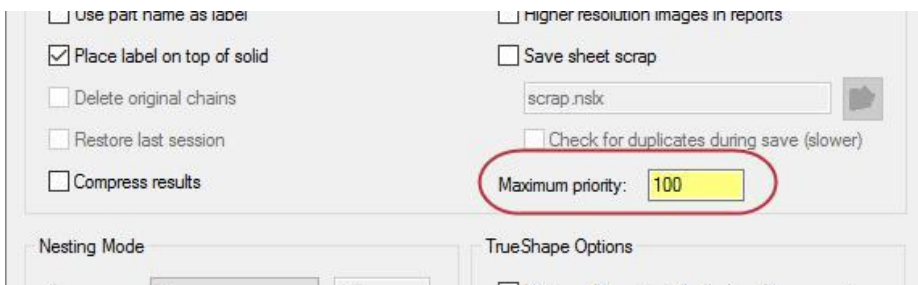 Use part name as label
Higher resolution images in reports
Place label on top of solid
Save sheet scrap
Delete original chains
scrap.nslx
Restore last session
Check for duplicates during save (slower)
Compress results
Maximum priority: 100
Nesting Mode
TrueShape Options